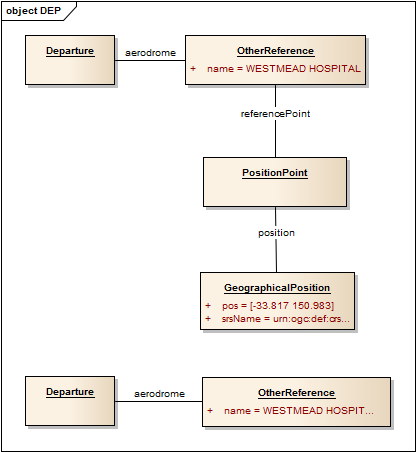 object DEP
Departure
aerodrome
OtherReference
+ name = WESTMEAD HOSPITAL
referencePoint
PositionPoint
position
GeographicalPosition
+ pos = [-33.817 150.983]
+ srsName = urn:ogc:def:crs...
Departure
aerodrome
OtherReference
+ name = WESTMEAD HOSPIT...